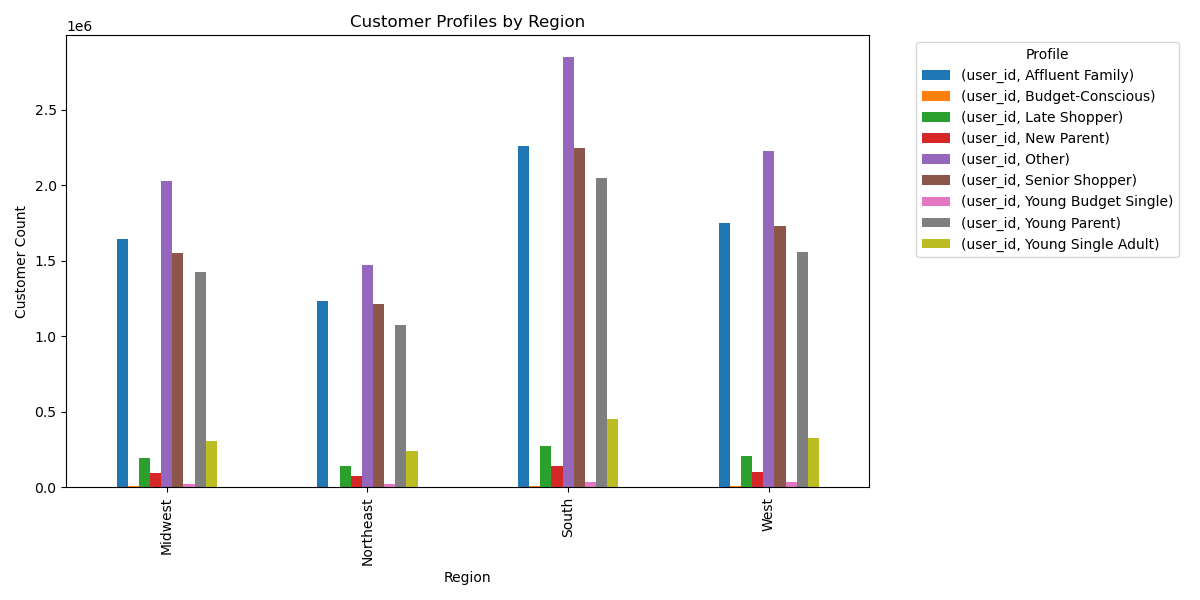 Customer Profiles by Region
1e6
2.5
2.0
1.5
1.0
0.5
0.0
Customer Count
Midwest
Northeast
South
West
Region
Profile
(user_id, Affluent Family)
(user_id, Budget-Conscious)
(user_id, Late Shopper)
(user_id, New Parent)
(user_id, Other)
(user_id, Senior Shopper)
(user_id, Young Budget Single)
(user_id, Young Parent)
(user_id, Young Single Adult)